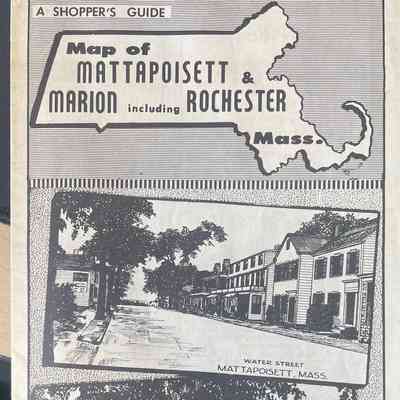 A SHOPPER'S GUIDE
Map of
MATTAPOISETT &
MARION including ROCHESTER
Mass.
WATER STREET
MATTAPOISETT, MASS.